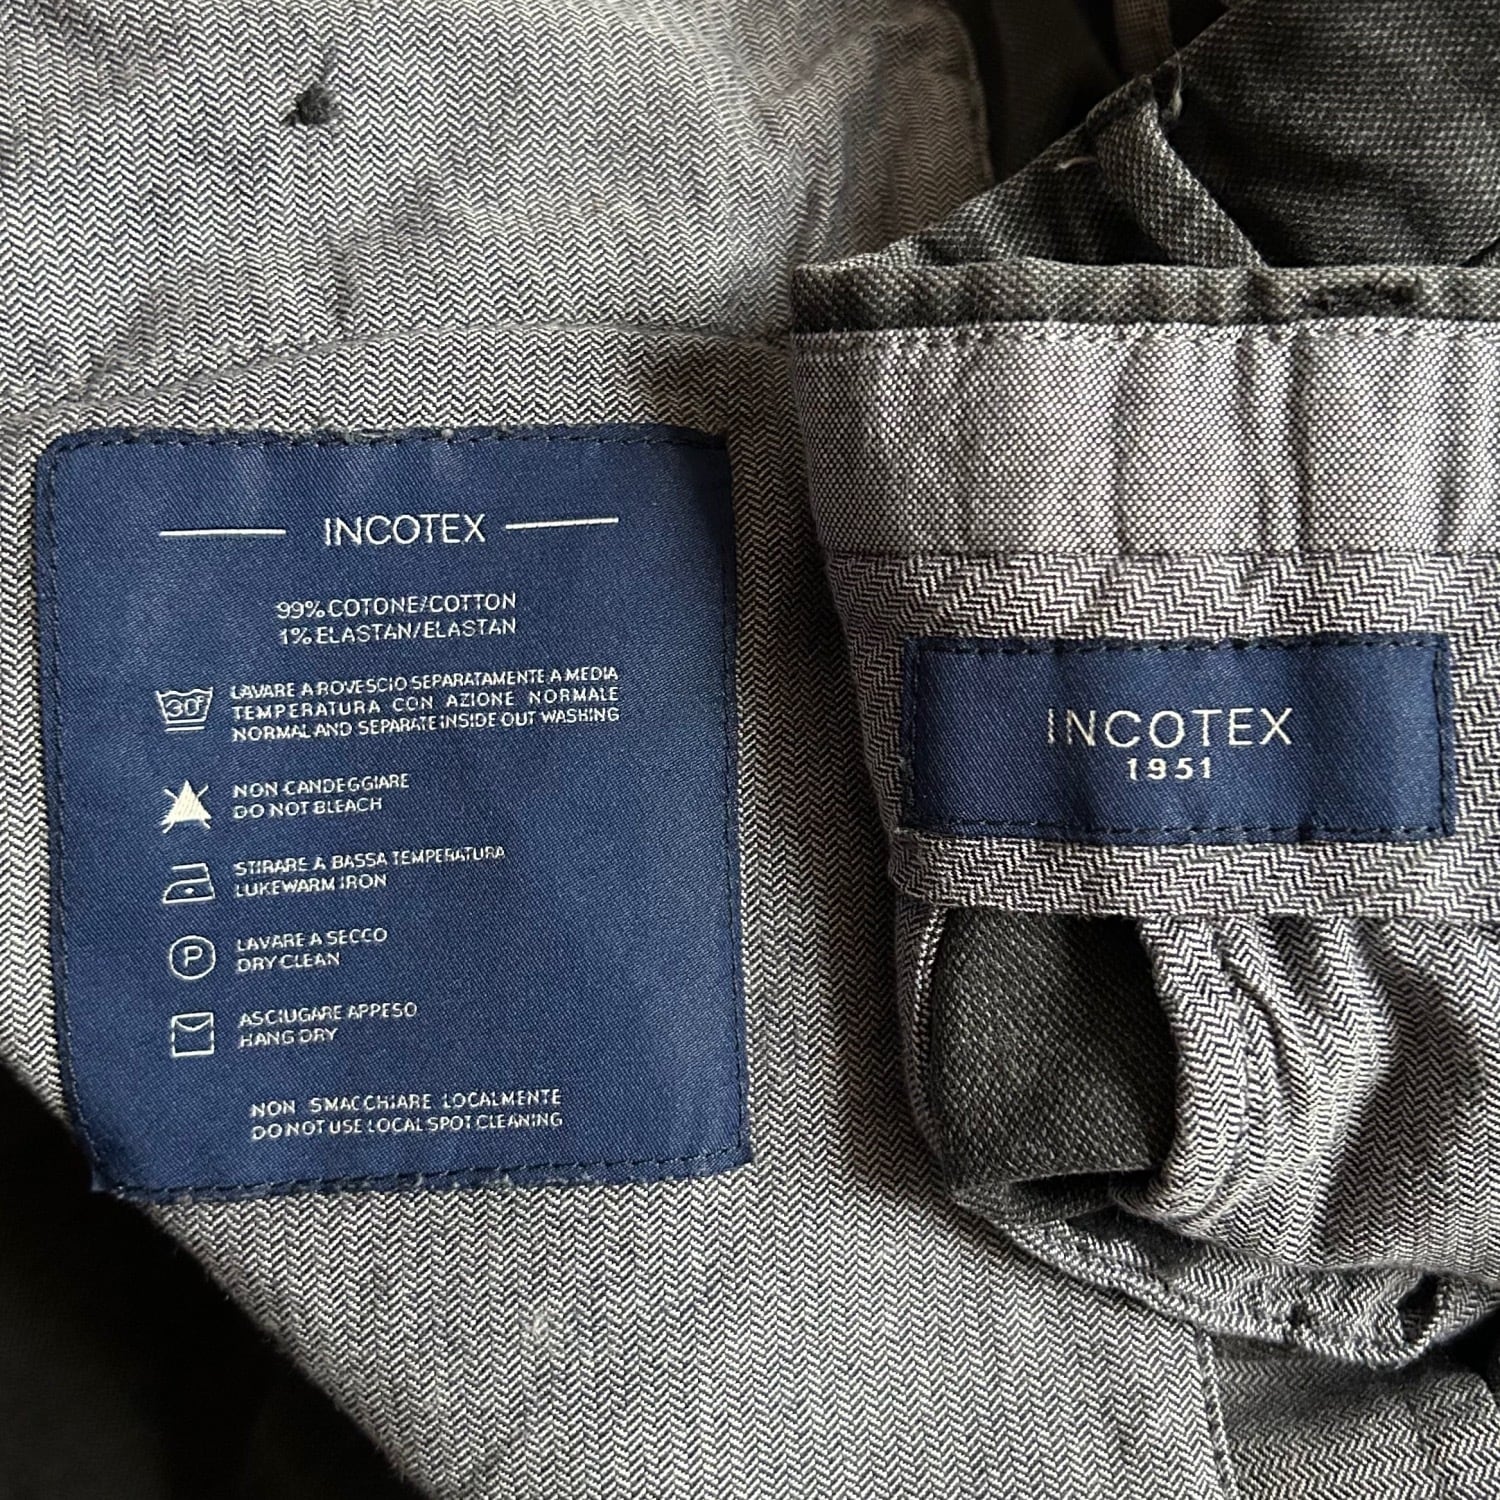 INCOTEX
99% COTONE/COTTON
1% ELASTAN/ELASTAN
30°
LAVARE A ROVESCIO SEPARATAMENTE A MEDIA
TEMPERATURA CON AZIONE NORMALE
NORMAL AND SEPARATE INSIDE OUT WASHING
NON CANDEGGIARE
DO NOT BLEACH
STIRARE A BASSA TEMPERATURA
LUKEWARM IRON
P
LAVARE A SECCO
DRY CLEAN
ASCIUGARE APPESO
HANG DRY
NON SMACCHIARE LOCALMENTE
DO NOT USE LOCAL SPOT CLEANING
INCOTEX
1951